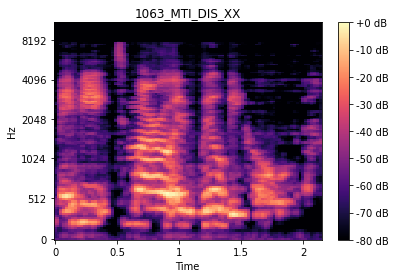 1063_MTI_DIS_XX
8192
4096
2048
1024
512
0
Hz
0
0.5
1
1.5
2
Time
+0 dB
-10 dB
-20 dB
-30 dB
-40 dB
-50 dB
-60 dB
-70 dB
-80 dB